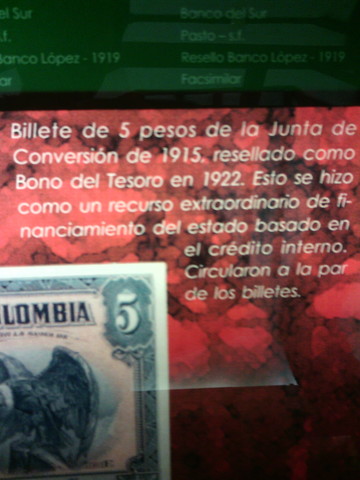 el Sur
Banco del Sur
s.f.
Pasto – s.f.
Banco López - 1919
Resello Banco López - 1919
ar
Facsimilar
Billete de 5 pesos de la Junta de
Conversión de 1915, resellado como
Bono del Tesoro en 1922. Esto se hizo
como un recurso extraordinario de fi-
nanciamiento del estado basado en
el crédito interno.
Circularon a la par
de los billetes.
LOMBIA
5